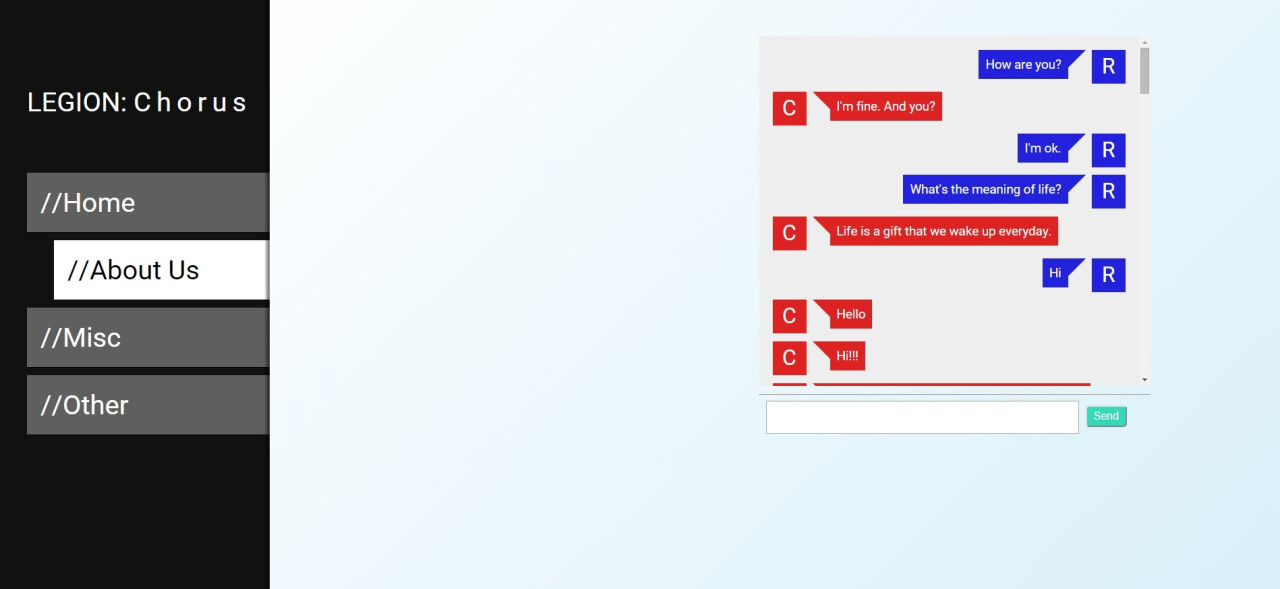 LEGION: Chorus
//Home
//About Us
//Misc
//Other
How are you?
R
C
I'm fine. And you?
I'm ok.
R
What's the meaning of life?
R
C
Life is a gift that we wake up everyday.
Hi
R
C
Hello
C
Hi!!!
Send